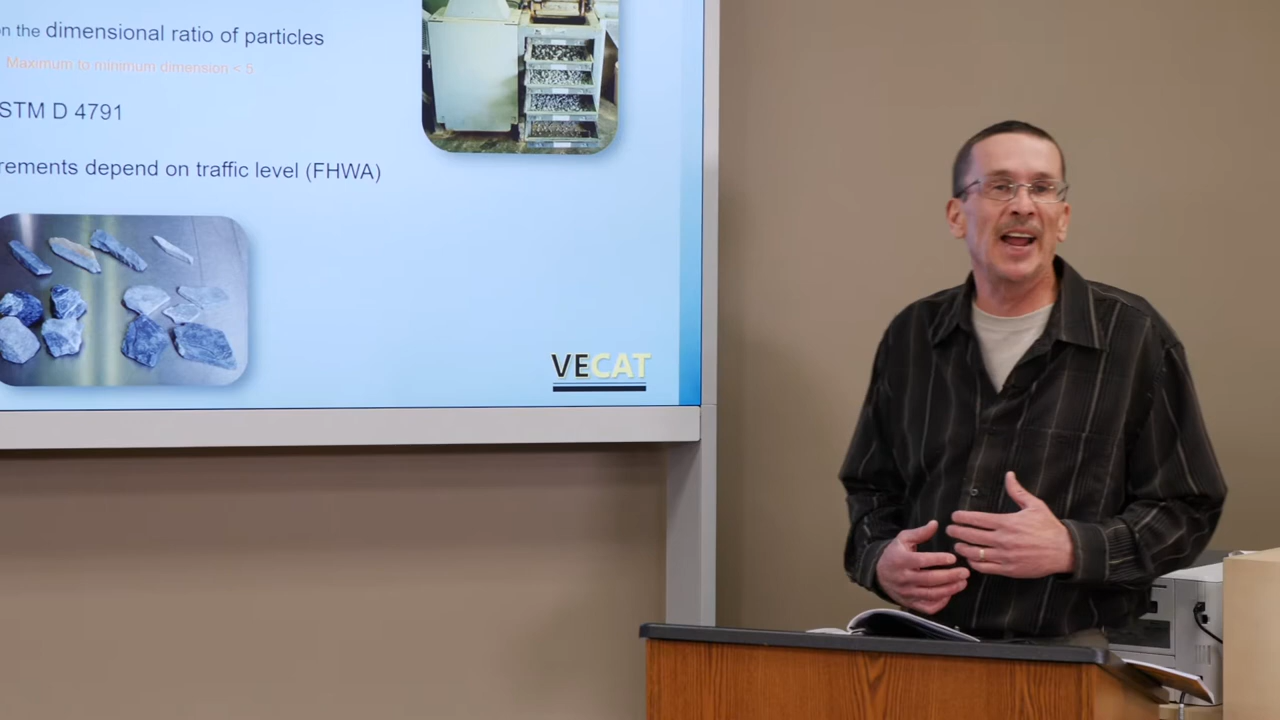 on the dimensional ratio of particles
Maximum to minimum dimension < 5
STM D 4791
rements depend on traffic level (FHWA)
VECAT